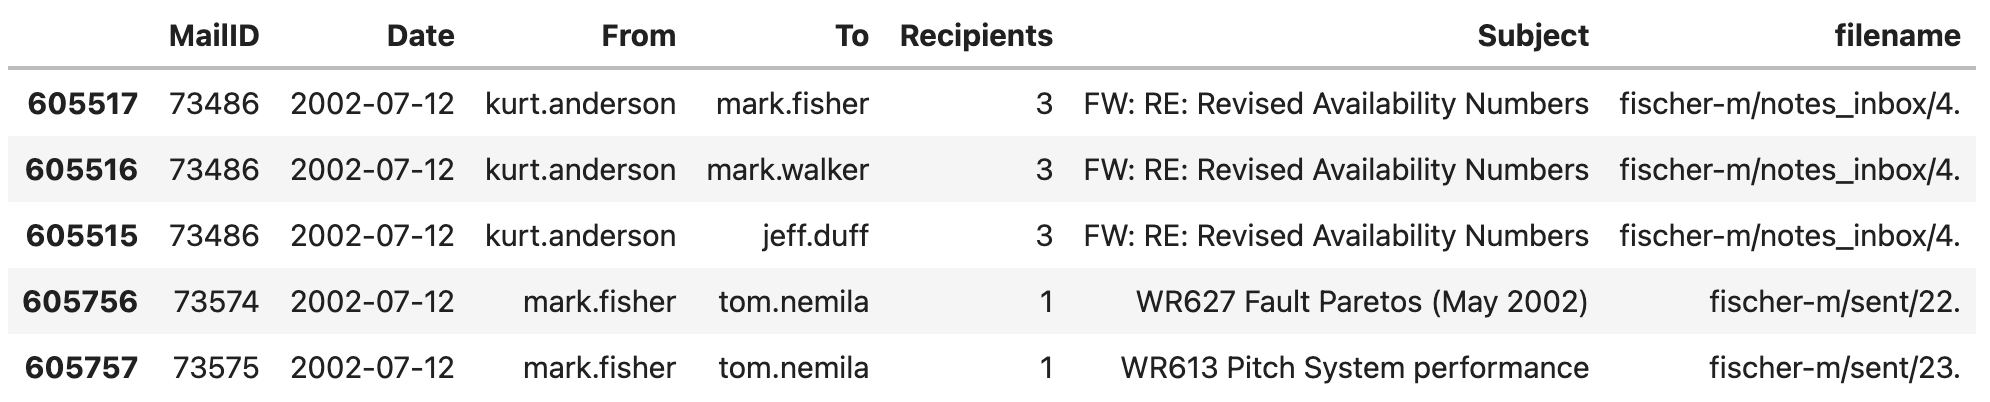 MailID Date From To Recipients Subject filename
605517 73486 2002-07-12 kurt.anderson mark.fisher 3 FW: RE: Revised Availability Numbers fischer-m/notes_inbox/4.
605516 73486 2002-07-12 kurt.anderson mark.walker 3 FW: RE: Revised Availability Numbers fischer-m/notes_inbox/4.
605515 73486 2002-07-12 kurt.anderson jeff.duff 3 FW: RE: Revised Availability Numbers fischer-m/notes_inbox/4.
605756 73574 2002-07-12 mark.fisher tom.nemila 1 WR627 Fault Paretos (May 2002) fischer-m/sent/22.
605757 73575 2002-07-12 mark.fisher tom.nemila 1 WR613 Pitch System performance fischer-m/sent/23.